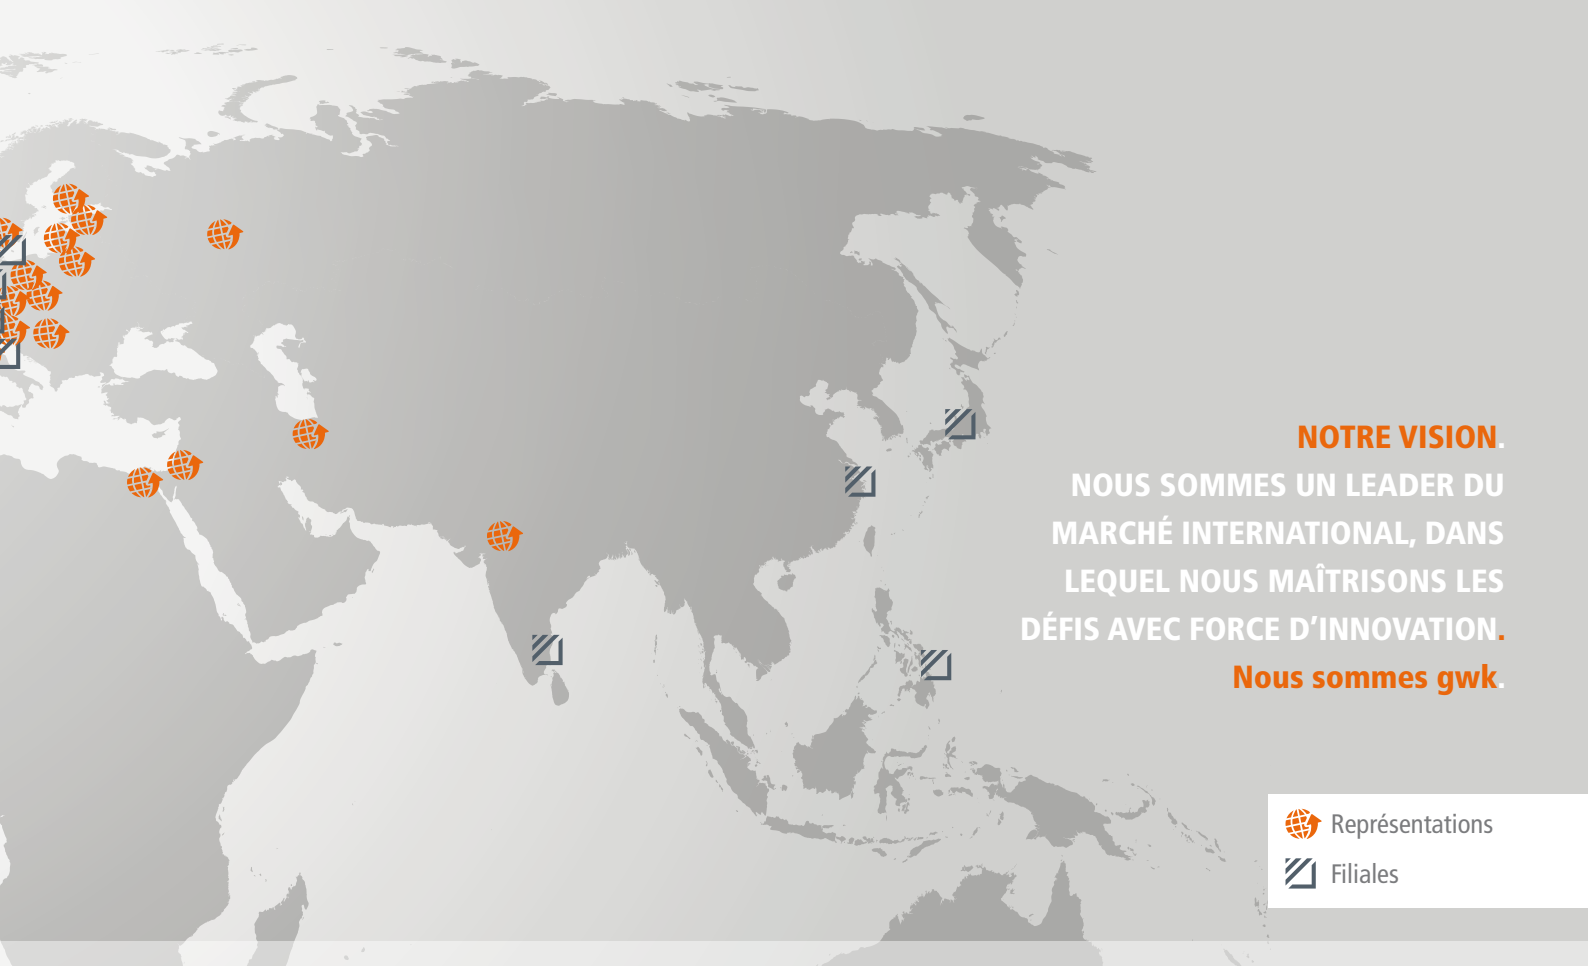 NOTRE VISION.
NOUS SOMMES UN LEADER DU
MARCHÉ INTERNATIONAL, DANS
LEQUEL NOUS MAÎTRISONS LES
DÉFIS AVEC FORCE D’INNOVATION.
Nous sommes gwk.
Représentations
Filiales